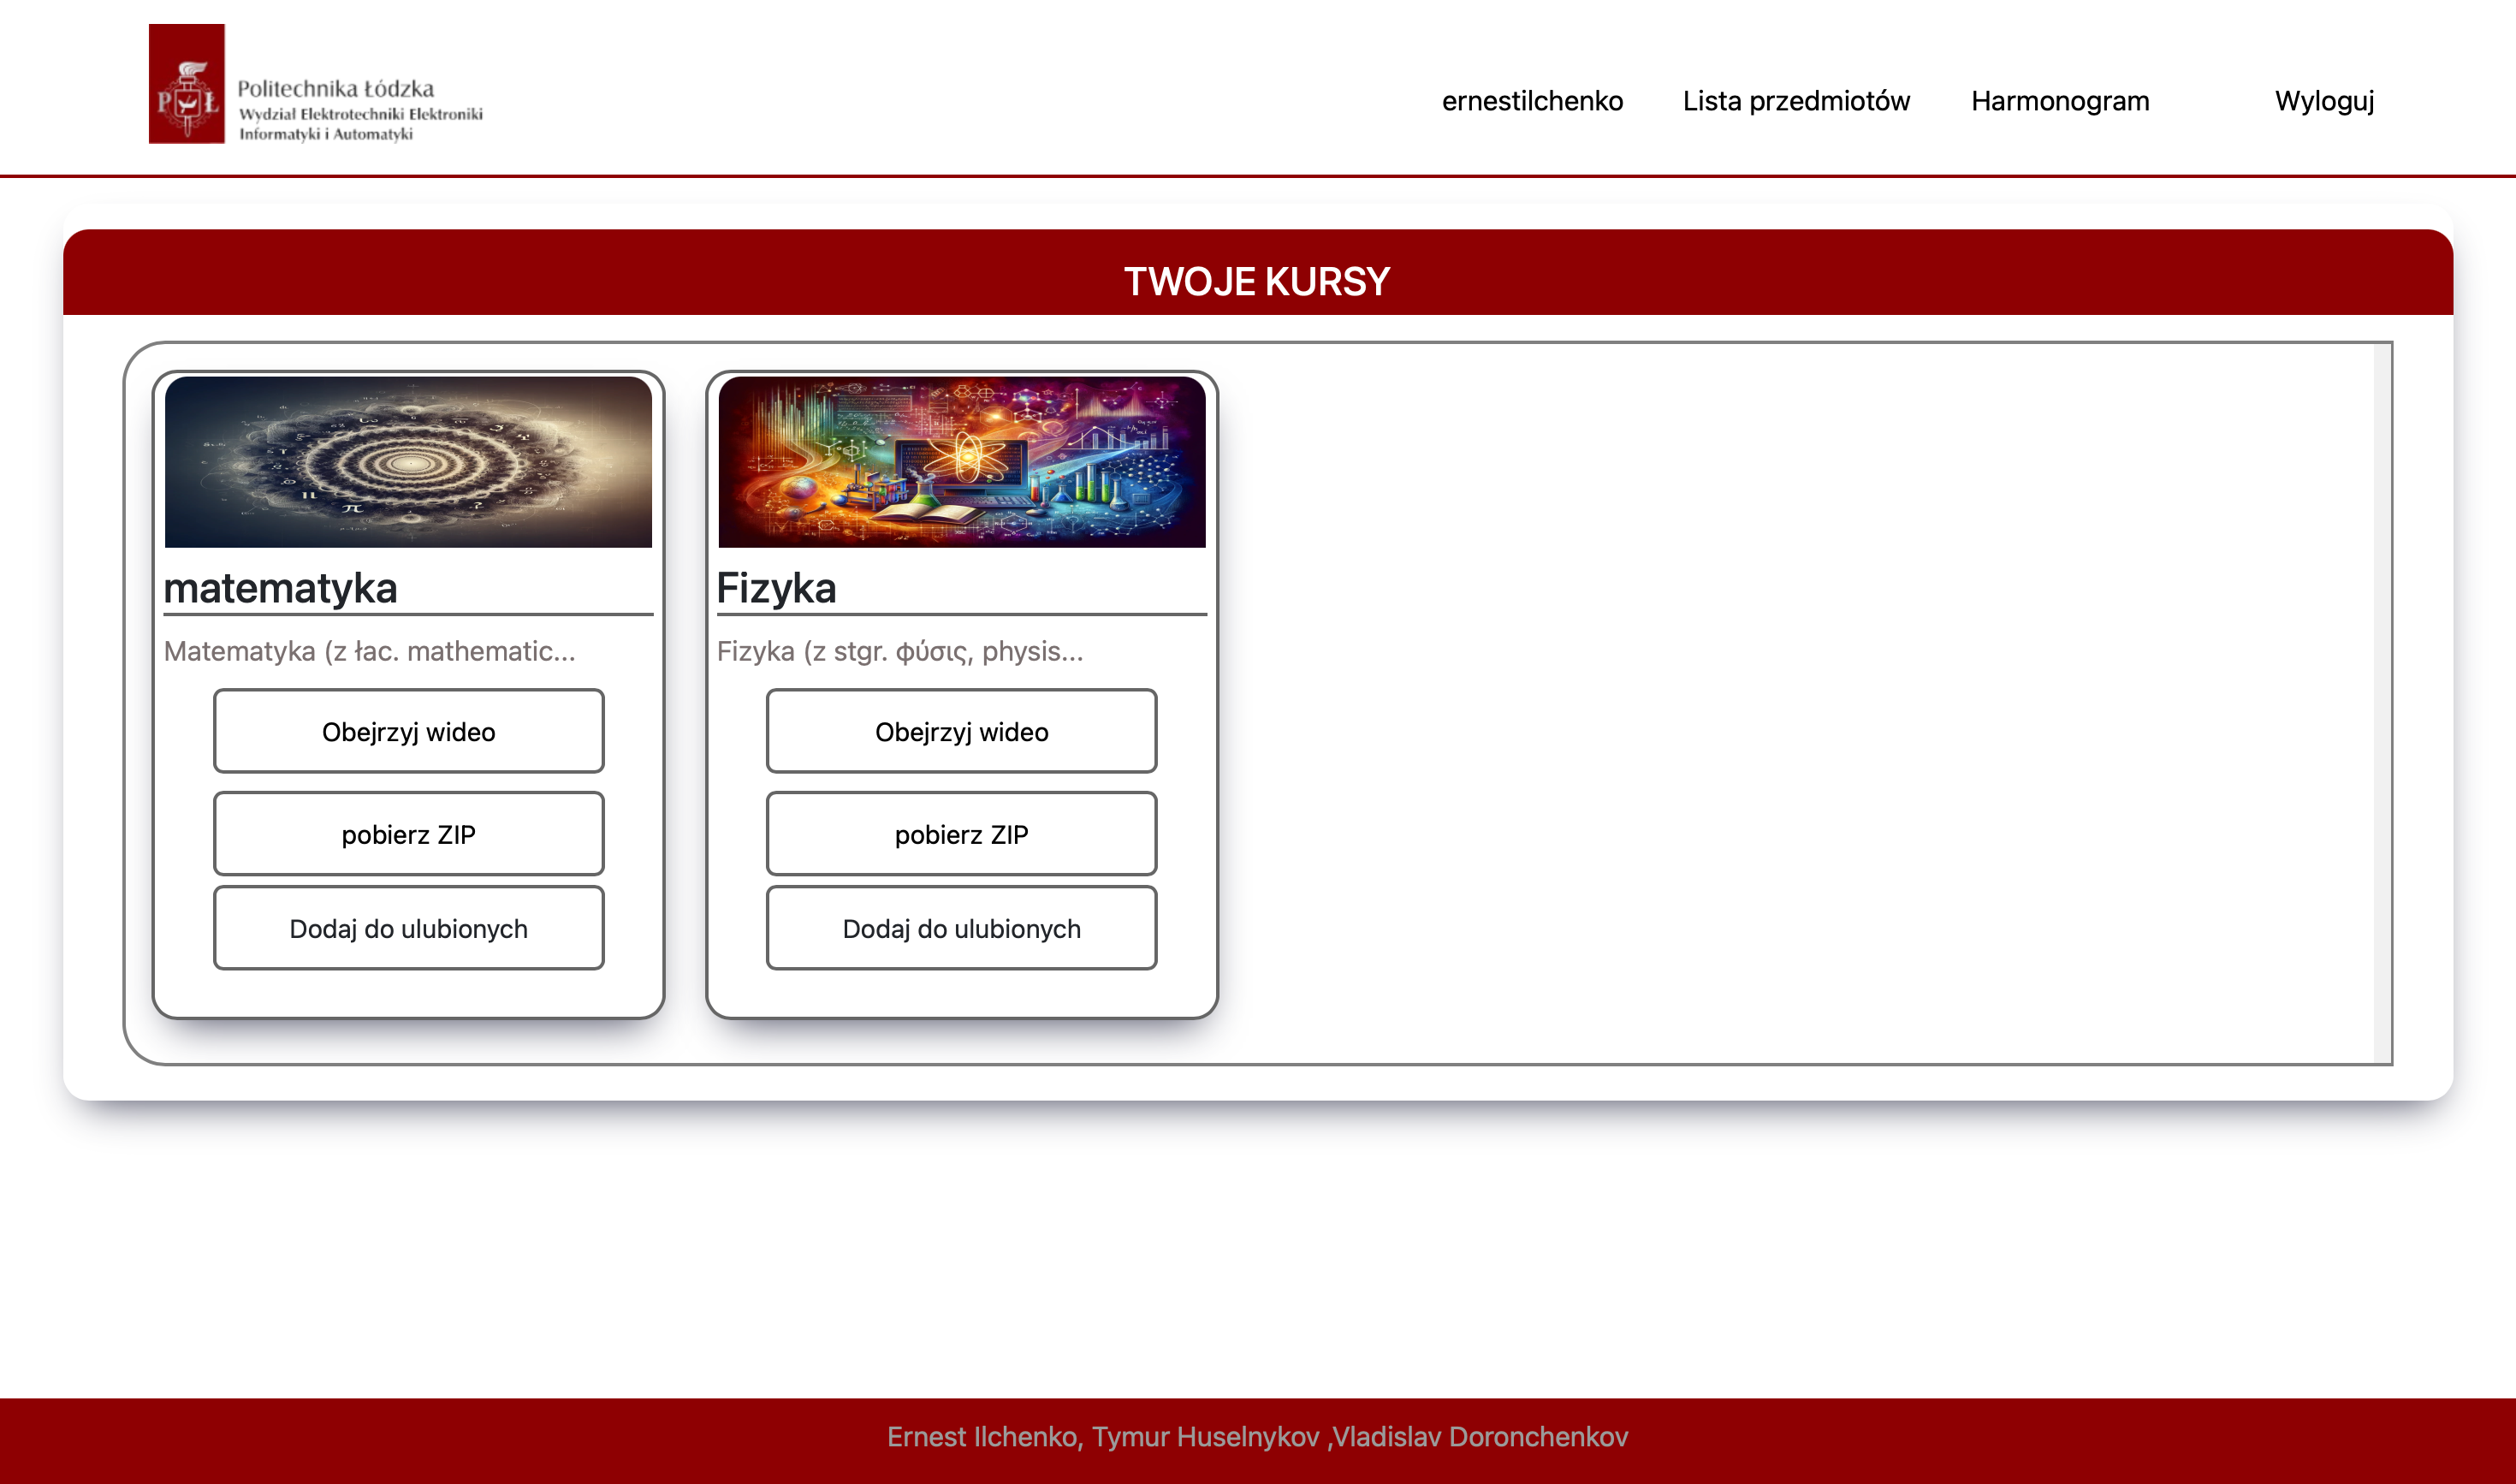 P Ł
Politechnika Łódzka
Wydział Elektrotechniki Elektroniki
Informatyki i Automatyki
ernestilchenko
Lista przedmiotów
Harmonogram
Wyloguj
TWOJE KURSY
matematyka
Matematyka (z łac. mathematic...
Obejrzyj wideo
pobierz ZIP
Dodaj do ulubionych
Fizyka
Fizyka (z stgr. φύσις, physis...
Obejrzyj wideo
pobierz ZIP
Dodaj do ulubionych
Ernest Ilchenko, Tymur Huselnykov ,Vladislav Doronchenkov